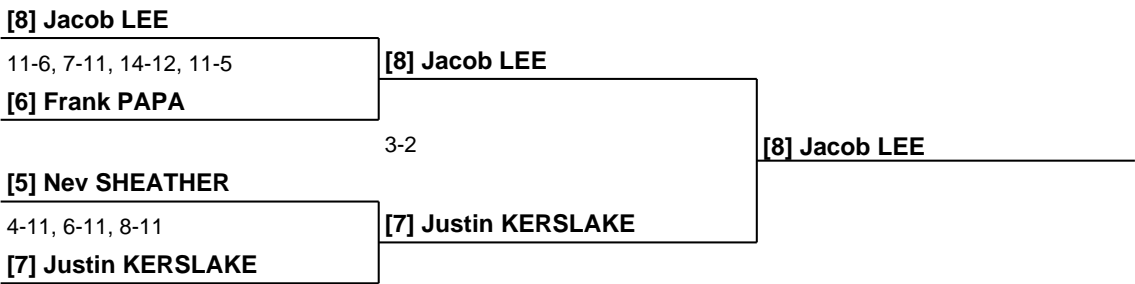 [8] Jacob LEE
11-6, 7-11, 14-12, 11-5
[8] Jacob LEE
[6] Frank PAPA
3-2
[8] Jacob LEE
[5] Nev SHEATHER
4-11, 6-11, 8-11
[7] Justin KERSLAKE
[7] Justin KERSLAKE